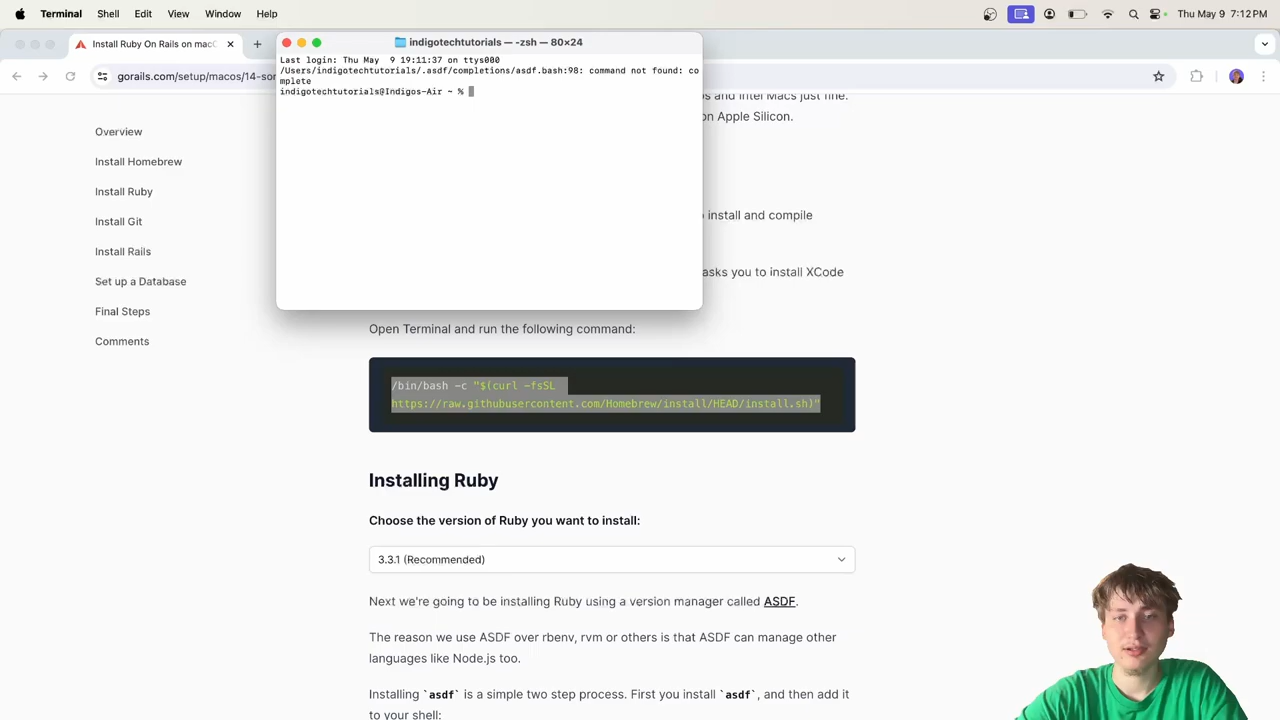 Terminal Shell Edit View Window Help Thu May 9 7:12 PM
Install Ruby On Rails on macO
gorails.com/setup/macos/14-son
indigotechtutorials — -zsh — 80×24
Last login: Thu May  9 19:11:37 on ttys000
/Users/indigotechtutorials/.asdf/completions/asdf.bash:98: command not found: co
mplete
indigotechtutorials@Indigos-Air ~ %
s and Intel Macs just fine.
on Apple Silicon.
Overview
Install Homebrew
Install Ruby
Install Git
Install Rails
Set up a Database
Final Steps
Comments
install and compile
asks you to install XCode
Open Terminal and run the following command:
/bin/bash -c "$(curl -fsSL
https://raw.githubusercontent.com/Homebrew/install/HEAD/install.sh)"
Installing Ruby
Choose the version of Ruby you want to install:
3.3.1 (Recommended)
Next we're going to be installing Ruby using a version manager called ASDF.
The reason we use ASDF over rbenv, rvm or others is that ASDF can manage other
languages like Node.js too.
Installing `asdf` is a simple two step process. First you install `asdf`, and then add it
to your shell: